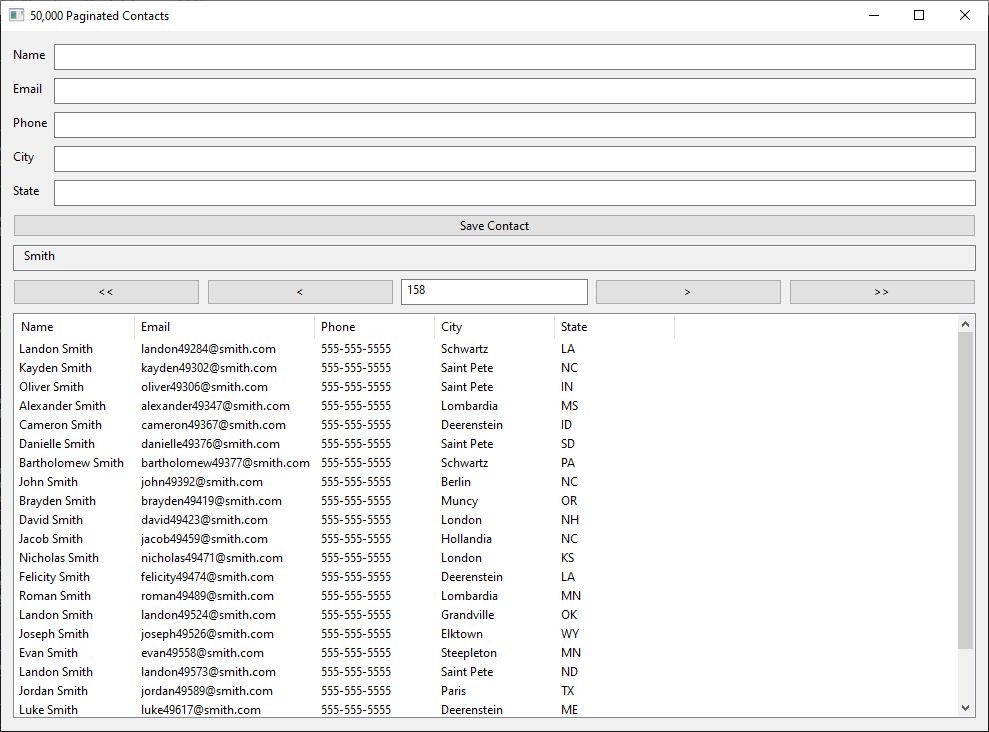 50,000 Paginated Contacts
Name
Email
Phone
City
State
Save Contact
Smith
<< < 158 > >>
Name Email Phone City State
Landon Smith landon49284@smith.com 555-555-5555 Schwartz LA
Kayden Smith kayden49302@smith.com 555-555-5555 Saint Pete NC
Oliver Smith oliver49306@smith.com 555-555-5555 Saint Pete IN
Alexander Smith alexander49347@smith.com 555-555-5555 Lombardia MS
Cameron Smith cameron49367@smith.com 555-555-5555 Deerenstein ID
Danielle Smith danielle49376@smith.com 555-555-5555 Saint Pete SD
Bartholomew Smith bartholomew49377@smith.com 555-555-5555 Schwartz PA
John Smith john49392@smith.com 555-555-5555 Berlin NC
Brayden Smith brayden49419@smith.com 555-555-5555 Muncy OR
David Smith david49423@smith.com 555-555-5555 London NH
Jacob Smith jacob49459@smith.com 555-555-5555 Hollandia NC
Nicholas Smith nicholas49471@smith.com 555-555-5555 London KS
Felicity Smith felicity49474@smith.com 555-555-5555 Deerenstein LA
Roman Smith roman49489@smith.com 555-555-5555 Lombardia MN
Landon Smith landon49524@smith.com 555-555-5555 Grandville OK
Joseph Smith joseph49526@smith.com 555-555-5555 Elktown WY
Evan Smith evan49558@smith.com 555-555-5555 Steepleton MN
Landon Smith landon49573@smith.com 555-555-5555 Saint Pete ND
Jordan Smith jordan49589@smith.com 555-555-5555 Paris TX
Luke Smith luke49617@smith.com 555-555-5555 Deerenstein ME